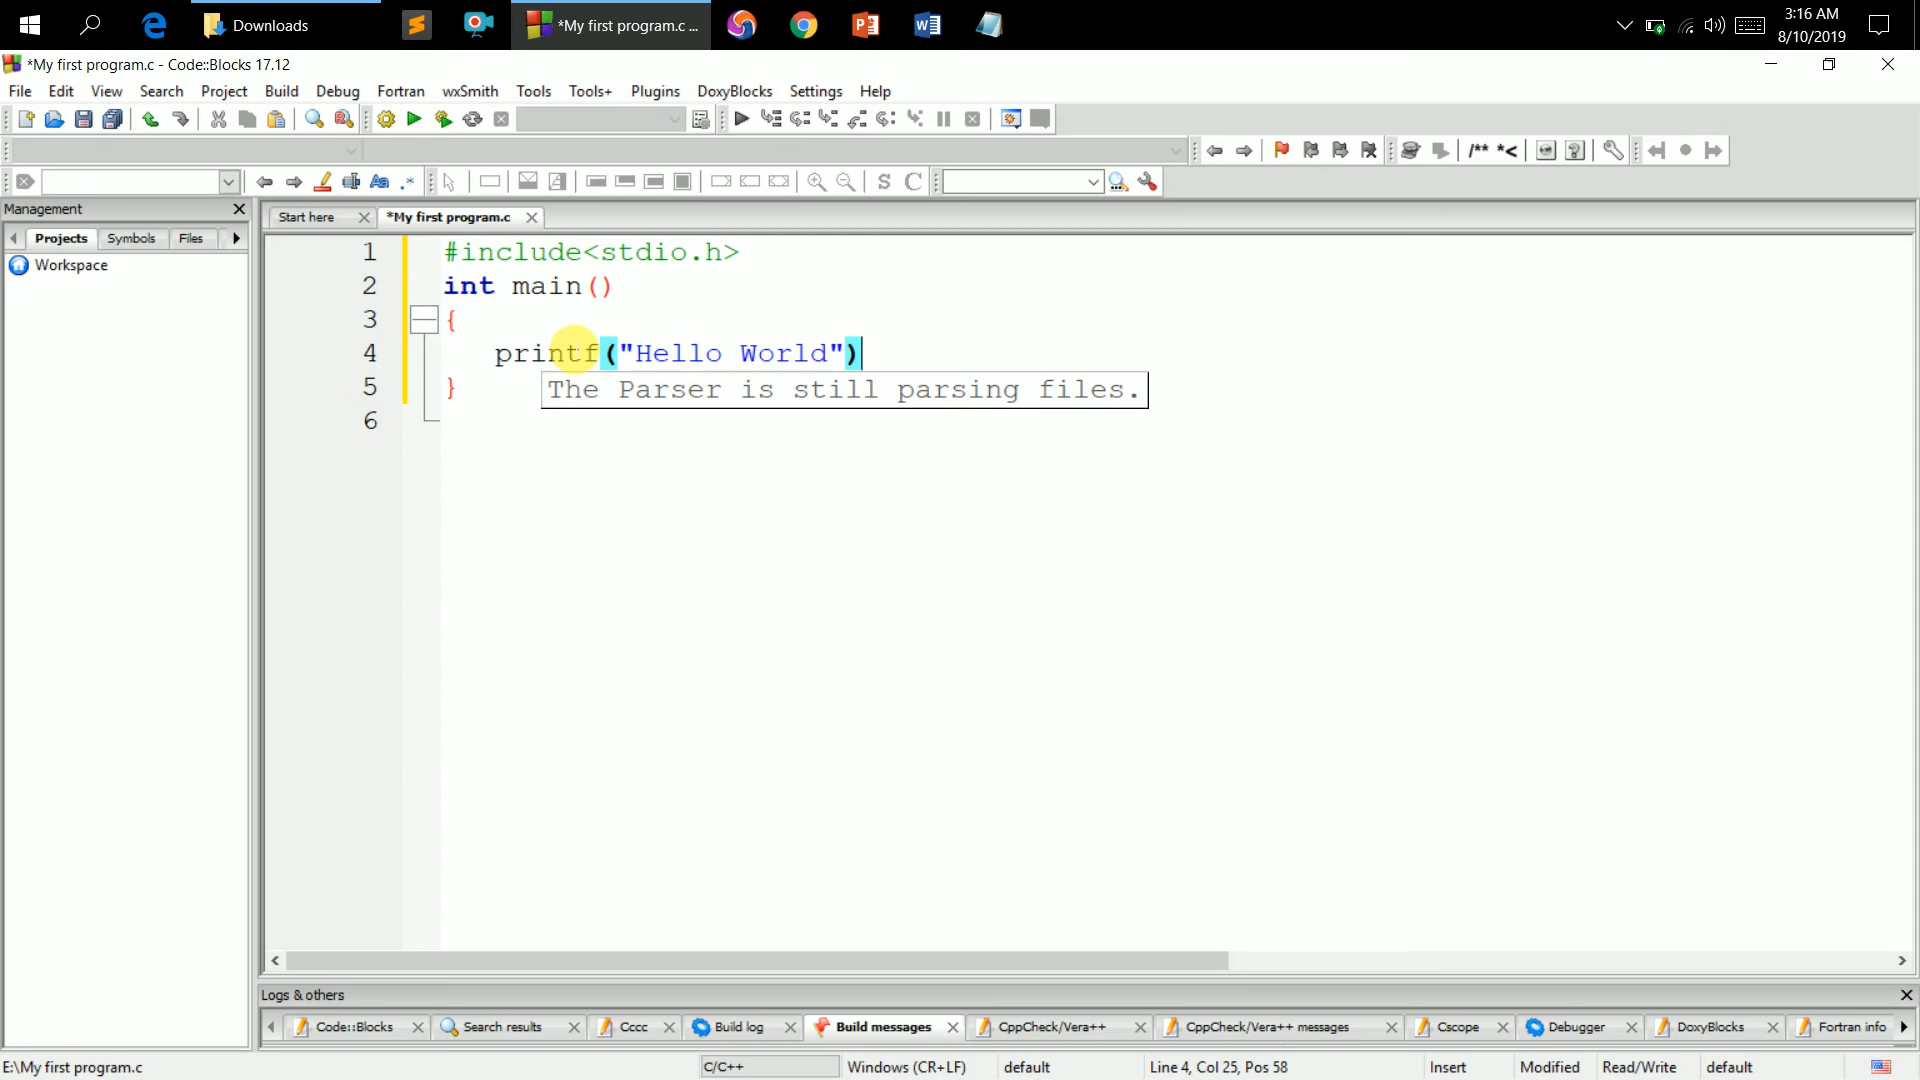 Downloads
*My first program.c ...
3:16 AM
8/10/2019
*My first program.c - Code::Blocks 17.12
File Edit View Search Project Build Debug Fortran wxSmith Tools Tools+ Plugins DoxyBlocks Settings Help
/** *<
Aa .* S C
Management
Start here *My first program.c
Projects Symbols Files
Workspace
1 #include<stdio.h>
2 int main()
3 {
4 printf("Hello World")
5 }
The Parser is still parsing files.
6
Logs & others
Code::Blocks Search results Cccc Build log Build messages CppCheck/Vera++ CppCheck/Vera++ messages Cscope Debugger DoxyBlocks Fortran info
E:\My first program.c C/C++ Windows (CR+LF) default Line 4, Col 25, Pos 58 Insert Modified Read/Write default